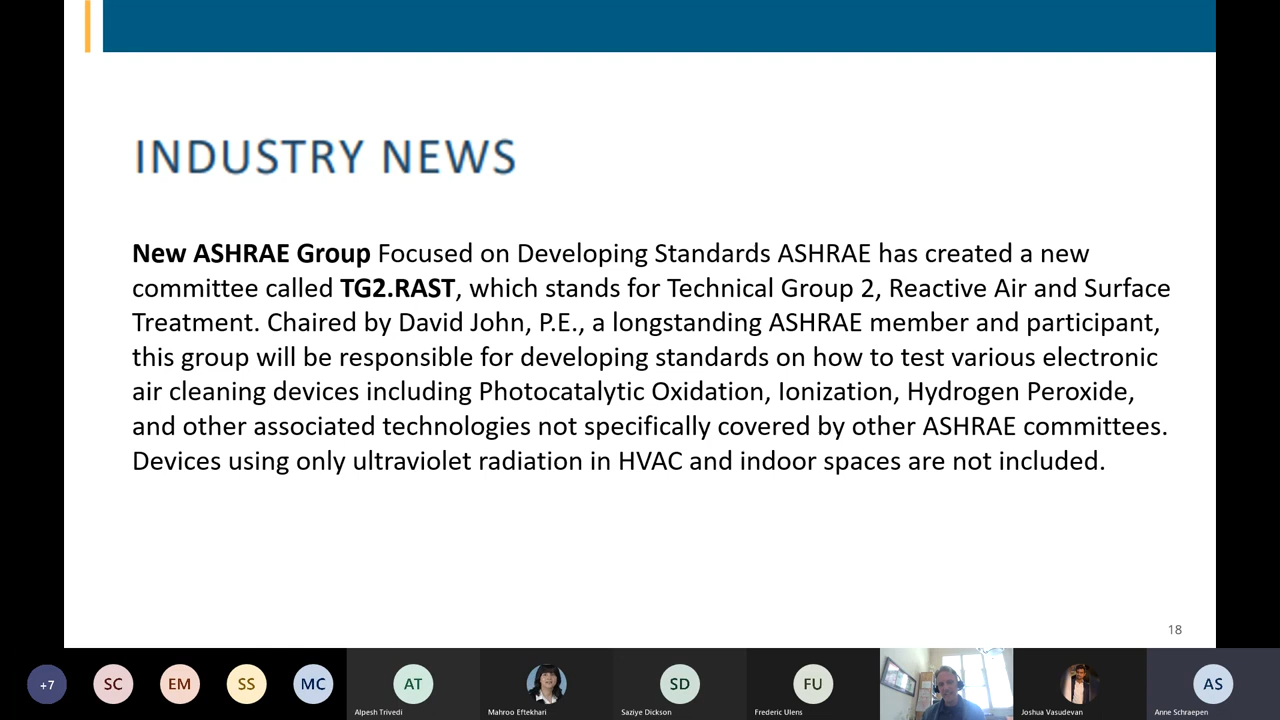 INDUSTRY NEWS
New ASHRAE Group Focused on Developing Standards ASHRAE has created a new
committee called TG2.RAST, which stands for Technical Group 2, Reactive Air and Surface
Treatment. Chaired by David John, P.E., a longstanding ASHRAE member and participant,
this group will be responsible for developing standards on how to test various electronic
air cleaning devices including Photocatalytic Oxidation, Ionization, Hydrogen Peroxide,
and other associated technologies not specifically covered by other ASHRAE committees.
Devices using only ultraviolet radiation in HVAC and indoor spaces are not included.
18
+7 SC EM SS MC AT SD FU AS
Alpesh Trivedi Mahroo Eftekhari Saziye Dickson Frederic Ulens Joshua Vasudevan Anne Schraepen